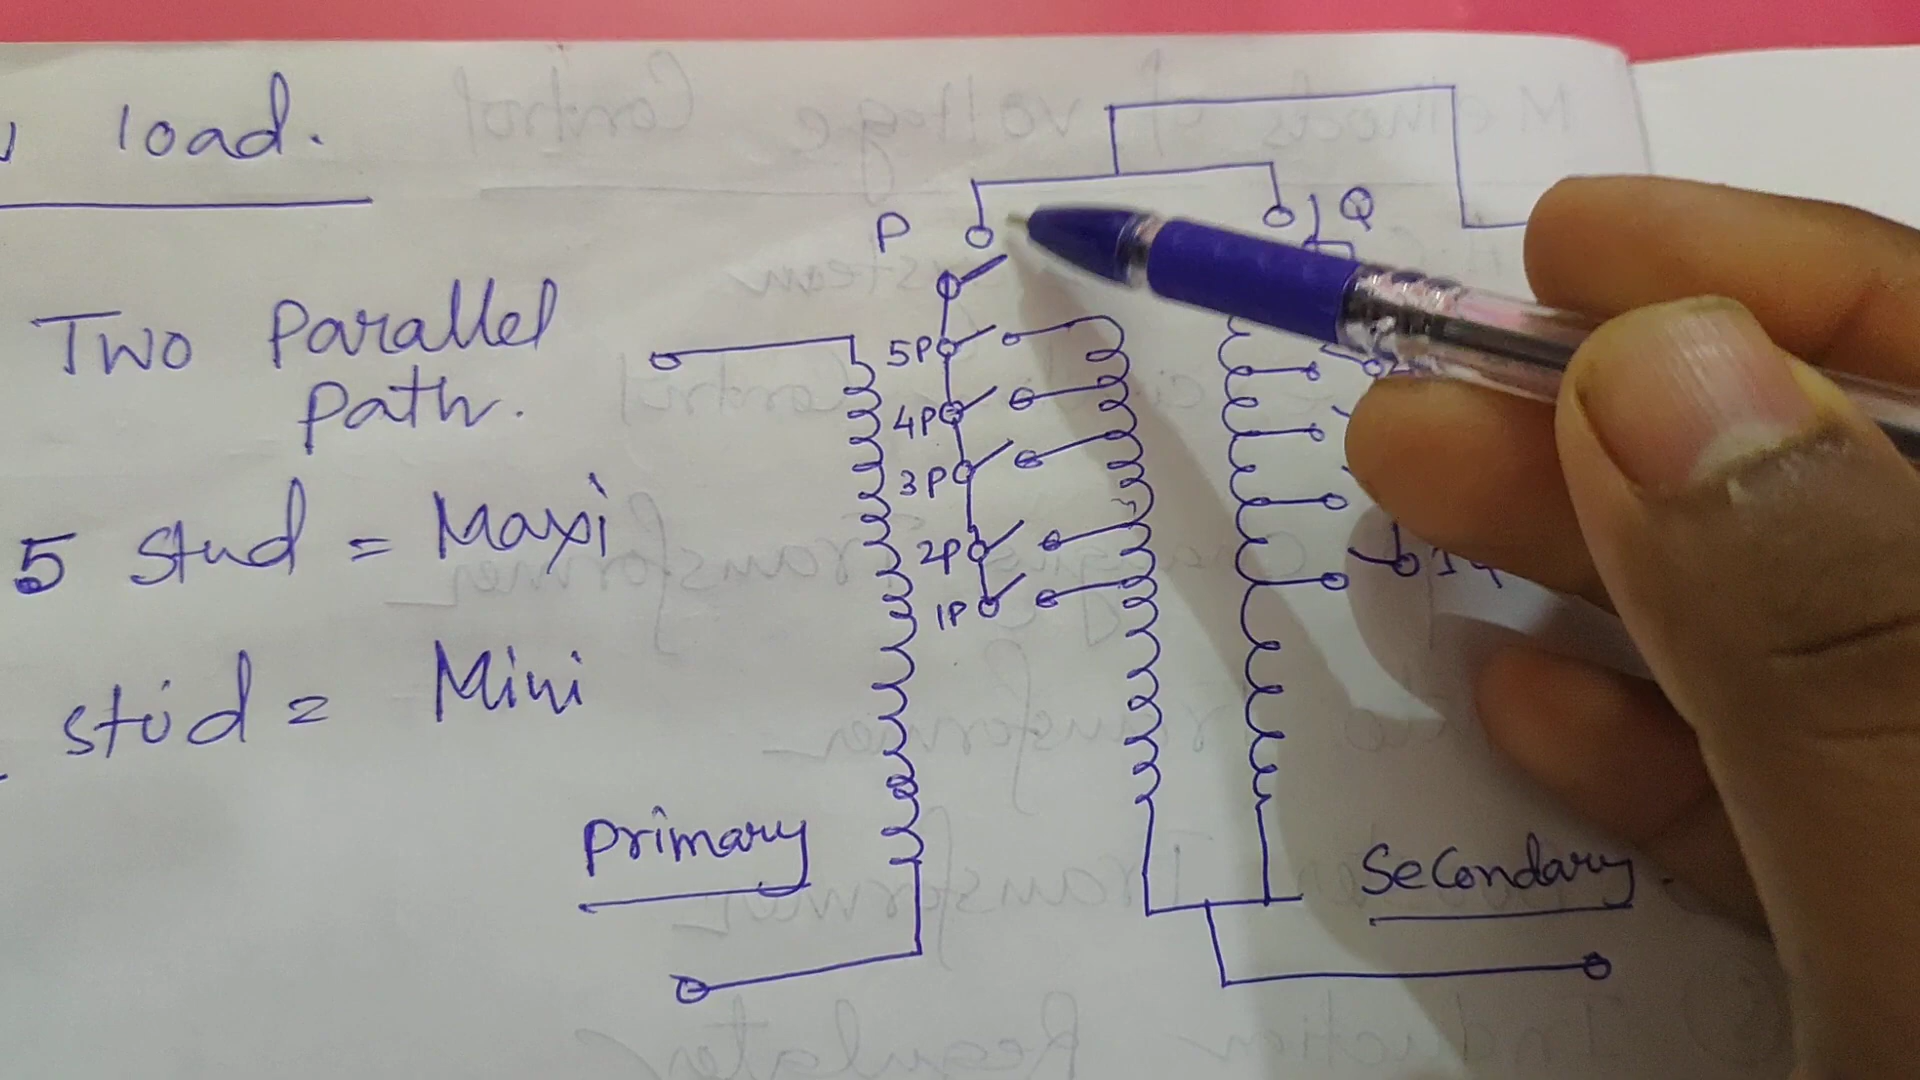 load.
Two Parallel
Path.
5 stud = Maxi
stud = Mini
P
Q
5P
4P
3P
2P
1P
Primary
Secondary.